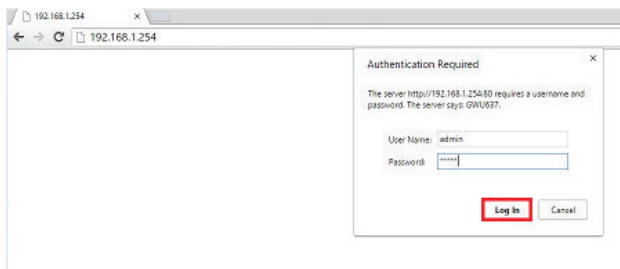 192.168.1.254
192.168.1.254
Authentication Required
The server http://192.168.1.254:80 requires a username and
password. The server says: GWU637.
User Name: admin
Password: *****
Log In
Cancel